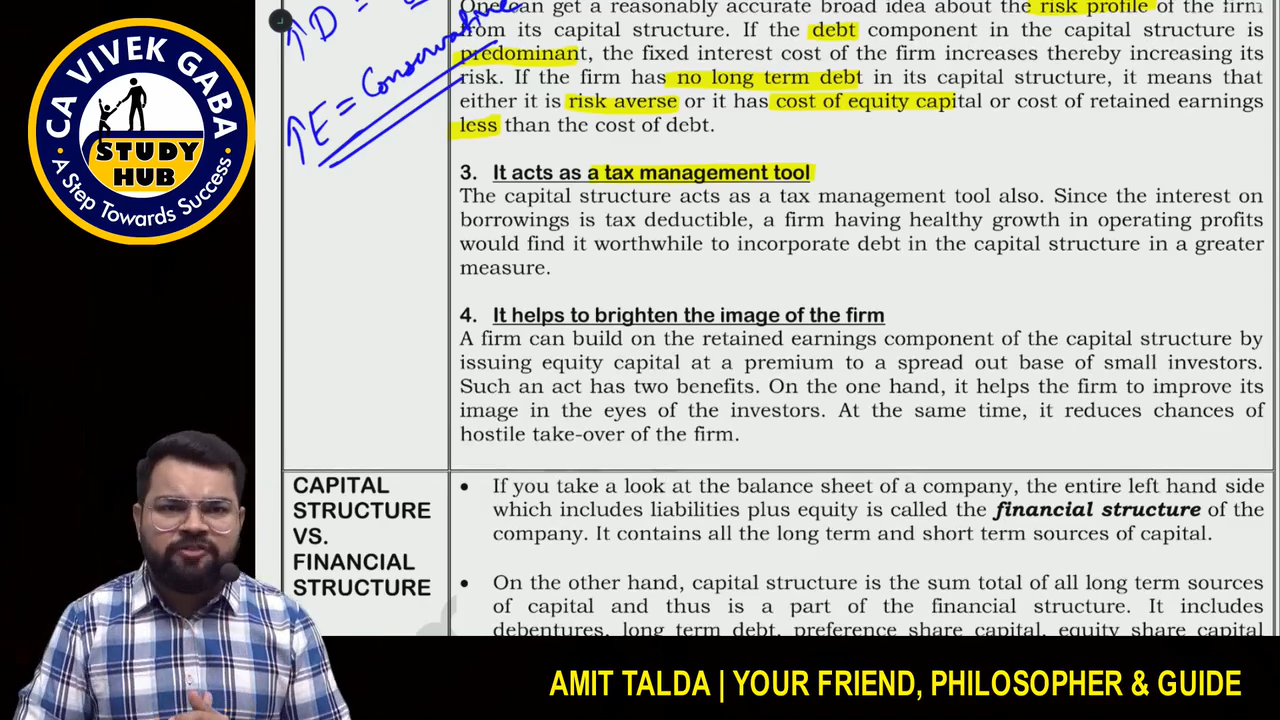 CA VIVEK GABA
STUDY
HUB
• A Step Towards Success •
↑ D =
↑ E = Conservative
One can get a reasonably accurate broad idea about the risk profile of the firm
from its capital structure. If the debt component in the capital structure is
predominant, the fixed interest cost of the firm increases thereby increasing its
risk. If the firm has no long term debt in its capital structure, it means that
either it is risk averse or it has cost of equity capital or cost of retained earnings
less than the cost of debt.
3. It acts as a tax management tool
The capital structure acts as a tax management tool also. Since the interest on
borrowings is tax deductible, a firm having healthy growth in operating profits
would find it worthwhile to incorporate debt in the capital structure in a greater
measure.
4. It helps to brighten the image of the firm
A firm can build on the retained earnings component of the capital structure by
issuing equity capital at a premium to a spread out base of small investors.
Such an act has two benefits. On the one hand, it helps the firm to improve its
image in the eyes of the investors. At the same time, it reduces chances of
hostile take-over of the firm.
CAPITAL
STRUCTURE
VS.
FINANCIAL
STRUCTURE
• If you take a look at the balance sheet of a company, the entire left hand side
which includes liabilities plus equity is called the financial structure of the
company. It contains all the long term and short term sources of capital.
• On the other hand, capital structure is the sum total of all long term sources
of capital and thus is a part of the financial structure. It includes
debentures, long term debt, preference share capital, equity share capital
AMIT TALDA | YOUR FRIEND, PHILOSOPHER & GUIDE